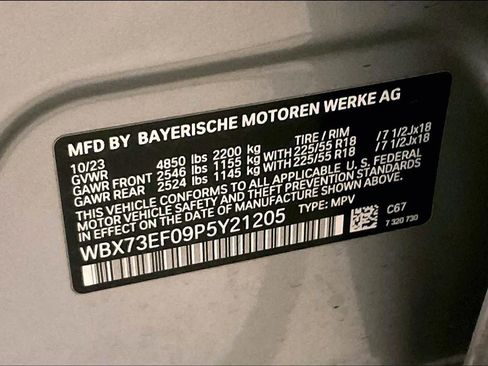 MFD BY BAYERISCHE MOTOREN WERKE AG
10/23 TIRE / RIM
GVWR 4850 lbs 2200 kg
GAWR FRONT 2546 lbs 1155 kg WITH 225/55 R18 /7 1/2Jx18
GAWR REAR 2524 lbs 1145 kg WITH 225/55 R18 /7 1/2Jx18
THIS VEHICLE CONFORMS TO ALL APPLICABLE U. S. FEDERAL
MOTOR VEHICLE SAFETY AND THEFT PREVENTION STANDARDS
IN EFFECT ON THE DATE OF MANUFACTURE SHOWN ABOVE.
WBX73EF09P5Y21205 TYPE: MPV
C67
7 320 730